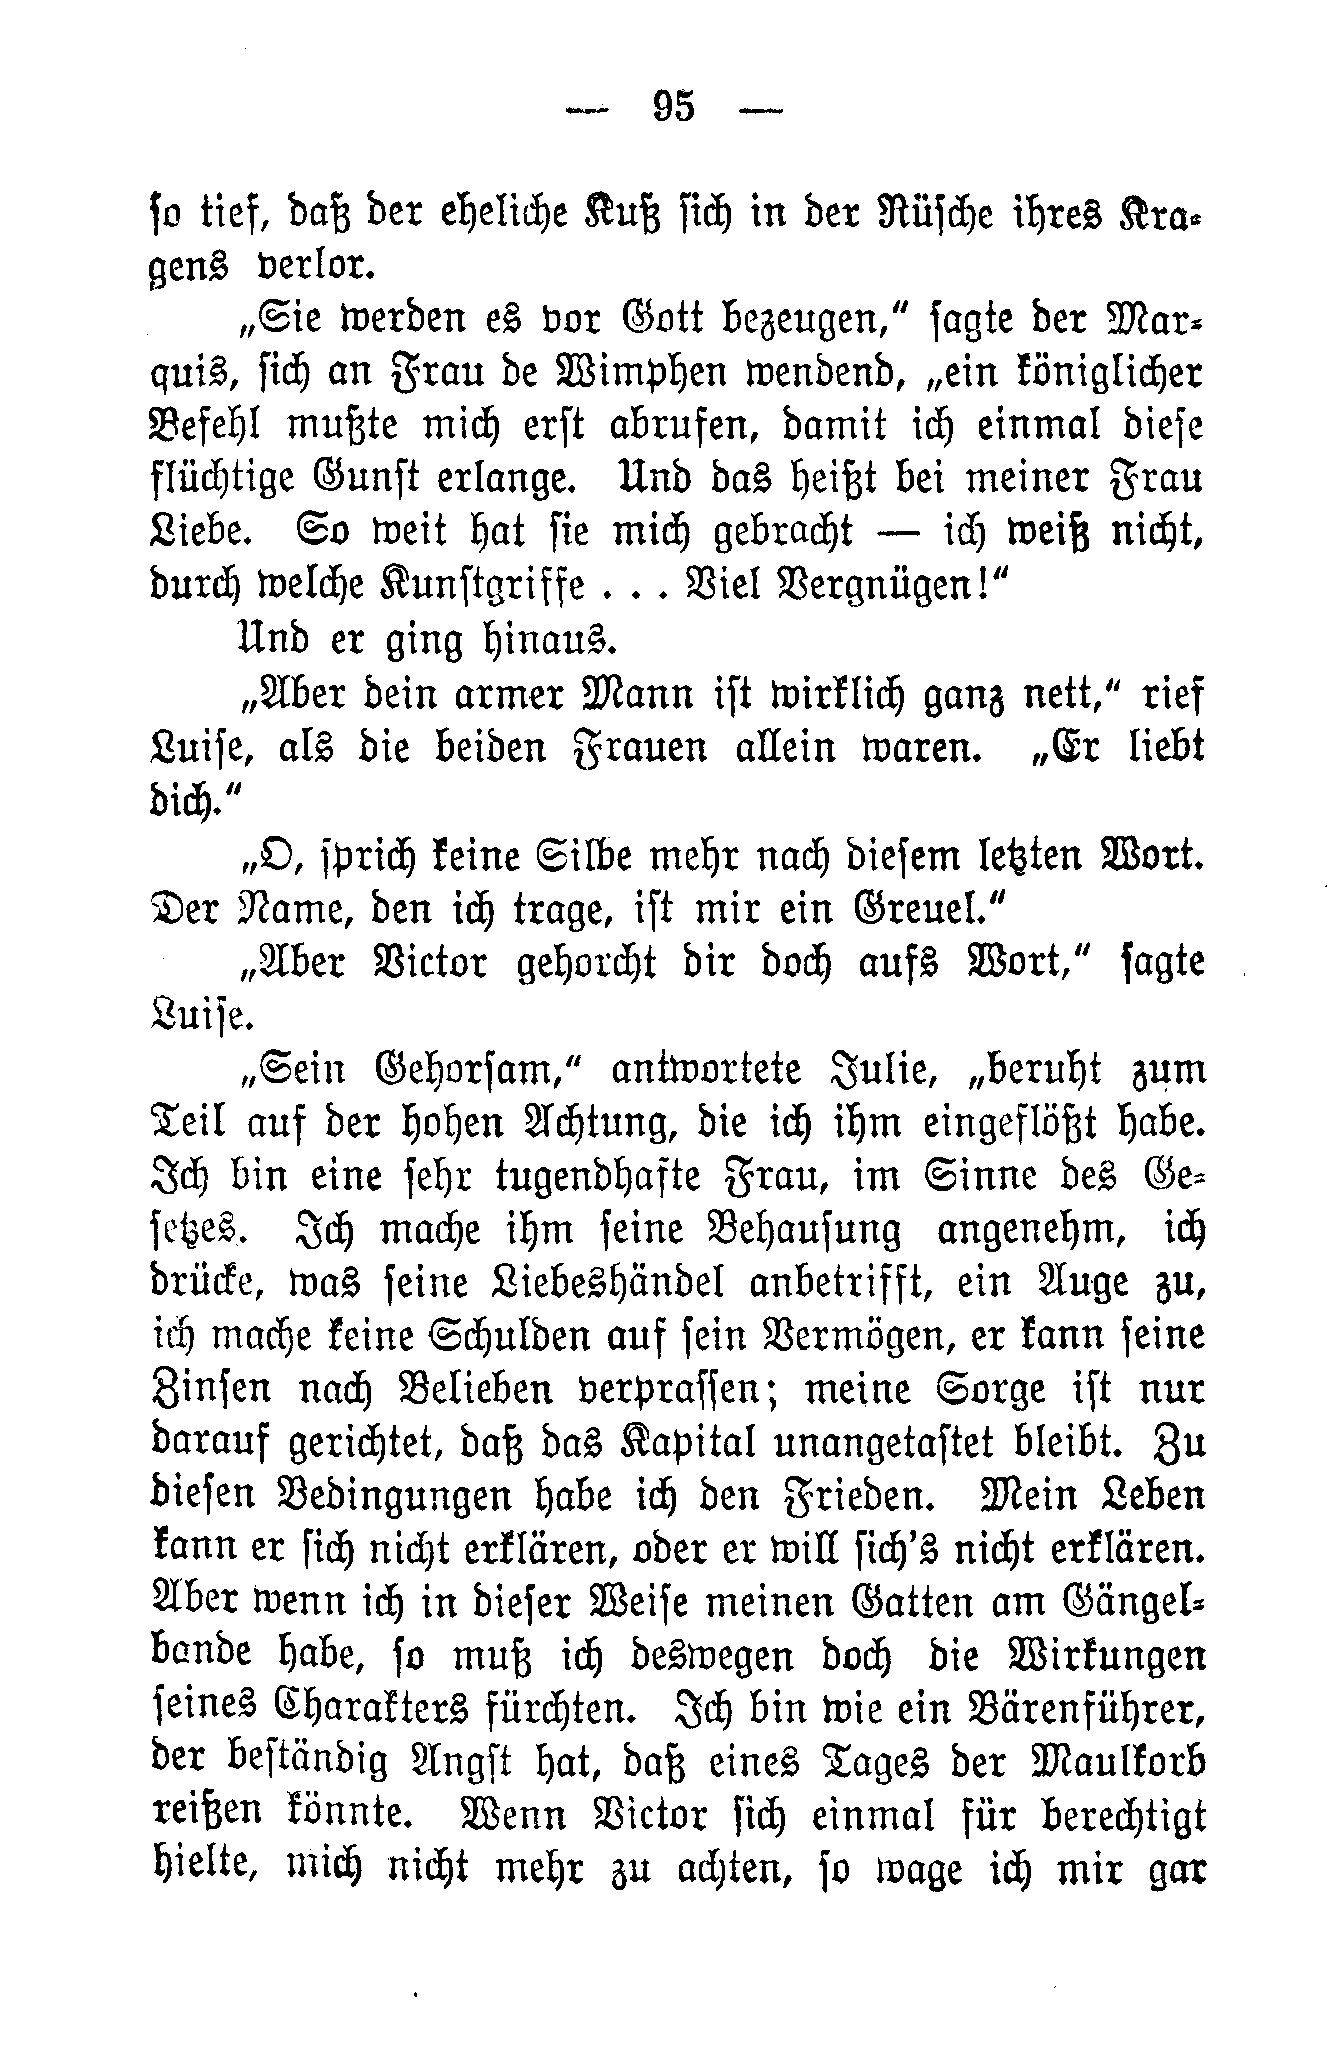 — 95 —
so tief, daß der eheliche Kuß sich in der Rüsche ihres Kra-
gens verlor.
„Sie werden es vor Gott bezeugen,“ sagte der Mar-
quis, sich an Frau de Wimphen wendend, „ein königlicher
Befehl mußte mich erst abrufen, damit ich einmal diese
flüchtige Gunst erlange. Und das heißt bei meiner Frau
Liebe. So weit hat sie mich gebracht — ich weiß nicht,
durch welche Kunstgriffe . . . Viel Vergnügen!“
Und er ging hinaus.
„Aber dein armer Mann ist wirklich ganz nett,“ rief
Luise, als die beiden Frauen allein waren. „Er liebt
dich.“
„O, sprich keine Silbe mehr nach diesem letzten Wort.
Der Name, den ich trage, ist mir ein Greuel.“
„Aber Victor gehorcht dir doch aufs Wort,“ sagte
Luise.
„Sein Gehorsam,“ antwortete Julie, „beruht zum
Teil auf der hohen Achtung, die ich ihm eingeflößt habe.
Ich bin eine sehr tugendhafte Frau, im Sinne des Ge-
setzes. Ich mache ihm seine Behausung angenehm, ich
drücke, was seine Liebeshändel anbetrifft, ein Auge zu,
ich mache keine Schulden auf sein Vermögen, er kann seine
Zinsen nach Belieben verprassen; meine Sorge ist nur
darauf gerichtet, daß das Kapital unangetastet bleibt. Zu
diesen Bedingungen habe ich den Frieden. Mein Leben
kann er sich nicht erklären, oder er will sich's nicht erklären.
Aber wenn ich in dieser Weise meinen Gatten am Gängel-
bande habe, so muß ich deswegen doch die Wirkungen
seines Charakters fürchten. Ich bin wie ein Bärenführer,
der beständig Angst hat, daß eines Tages der Maulkorb
reißen könnte. Wenn Victor sich einmal für berechtigt
hielte, mich nicht mehr zu achten, so wage ich mir gar